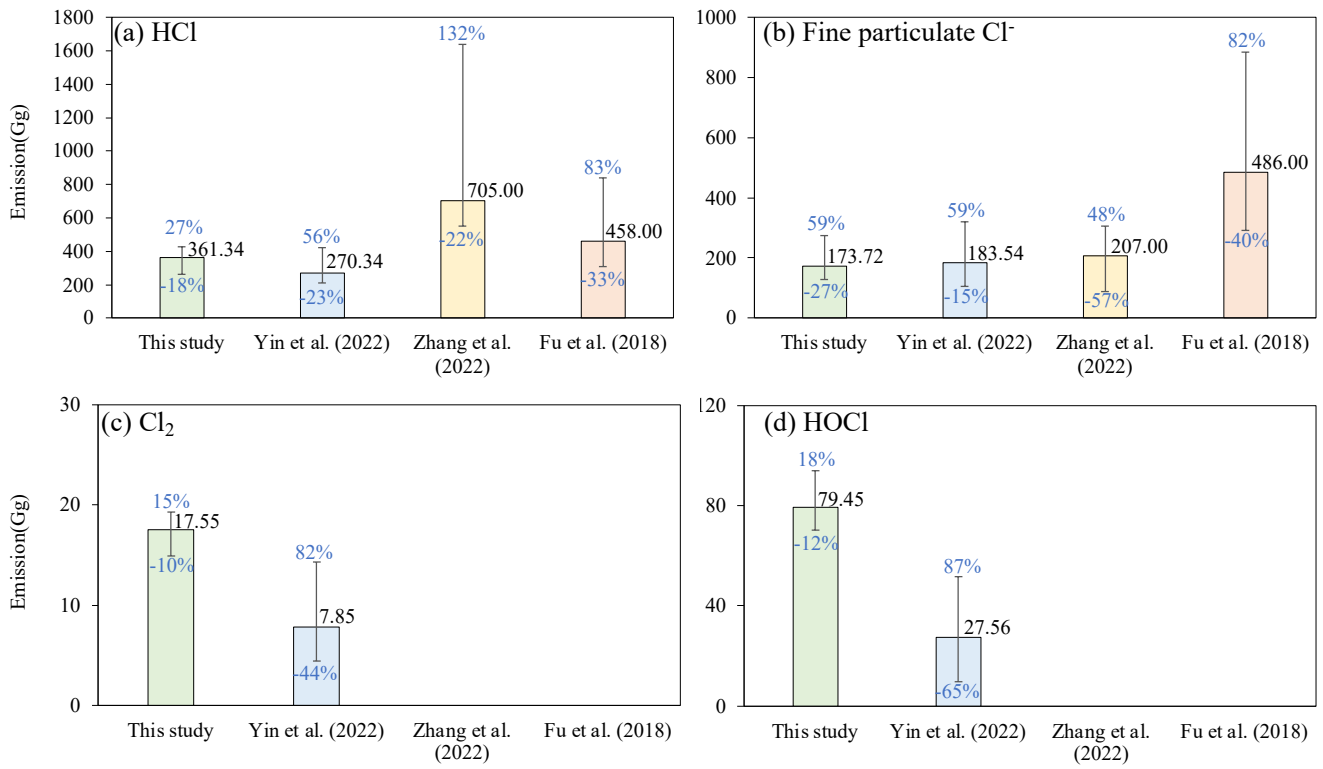 (a) HCl
Emission(Gg)
1800
1600
1400
1200
1000
800
600
400
200
0
27%
361.34
-18%
56%
270.34
-23%
132%
705.00
-22%
83%
458.00
-33%
This study
Yin et al. (2022)
Zhang et al.
(2022)
Fu et al. (2018)
(b) Fine particulate Cl-
1000
800
600
400
200
0
59%
173.72
-27%
59%
183.54
-15%
48%
207.00
-57%
82%
486.00
-40%
This study
Yin et al. (2022)
Zhang et al.
(2022)
Fu et al. (2018)
(c) Cl2
Emission(Gg)
30
20
10
0
15%
17.55
-10%
82%
7.85
-44%
This study
Yin et al. (2022)
Zhang et al.
(2022)
Fu et al. (2018)
(d) HOCl
120
80
40
0
18%
79.45
-12%
87%
27.56
-65%
This study
Yin et al. (2022)
Zhang et al.
(2022)
Fu et al. (2018)